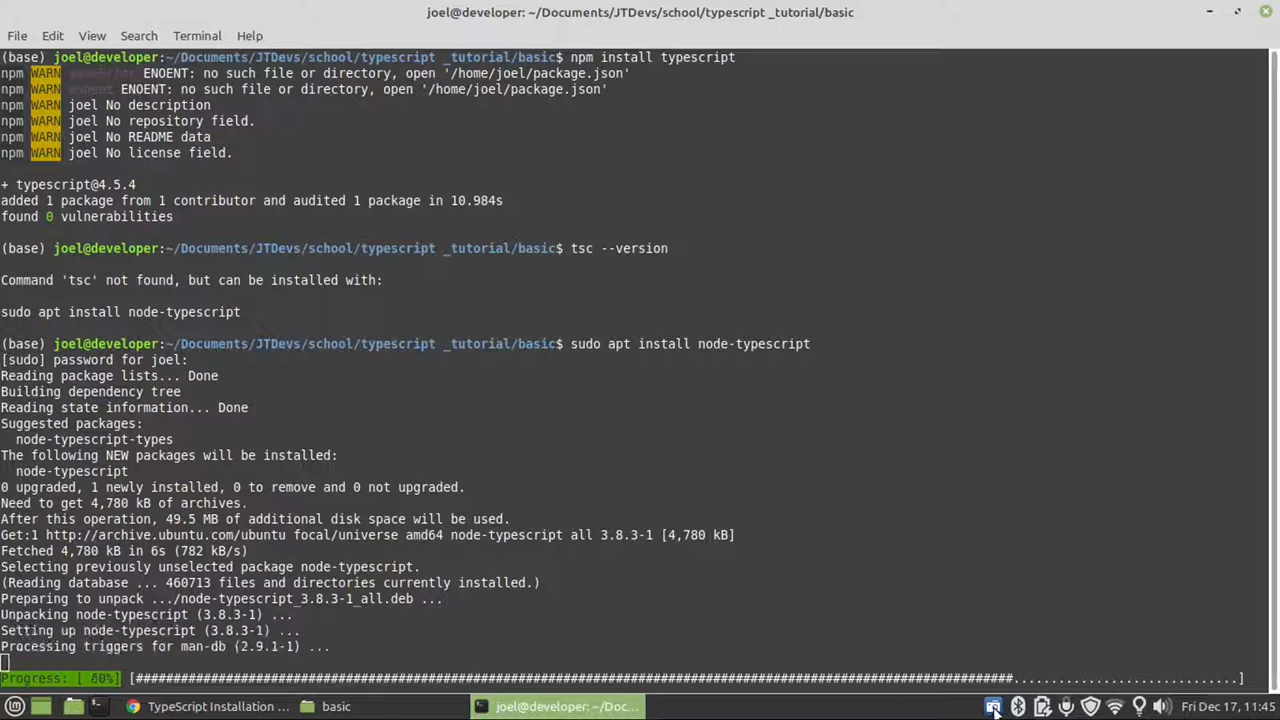 joel@developer: ~/Documents/JTDevs/school/typescript _tutorial/basic
File Edit View Search Terminal Help
(base) joel@developer:~/Documents/JTDevs/school/typescript _tutorial/basic$ npm install typescript
npm WARN ENOENT: no such file or directory, open '/home/joel/package.json'
npm WARN enoent ENOENT: no such file or directory, open '/home/joel/package.json'
npm WARN joel No description
npm WARN joel No repository field.
npm WARN joel No README data
npm WARN joel No license field.
+ typescript@4.5.4
added 1 package from 1 contributor and audited 1 package in 10.984s
found 0 vulnerabilities
(base) joel@developer:~/Documents/JTDevs/school/typescript _tutorial/basic$ tsc --version
Command 'tsc' not found, but can be installed with:
sudo apt install node-typescript
(base) joel@developer:~/Documents/JTDevs/school/typescript _tutorial/basic$ sudo apt install node-typescript
[sudo] password for joel:
Reading package lists... Done
Building dependency tree
Reading state information... Done
Suggested packages:
node-typescript-types
The following NEW packages will be installed:
node-typescript
0 upgraded, 1 newly installed, 0 to remove and 0 not upgraded.
Need to get 4,780 kB of archives.
After this operation, 49.5 MB of additional disk space will be used.
Get:1 http://archive.ubuntu.com/ubuntu focal/universe amd64 node-typescript all 3.8.3-1 [4,780 kB]
Fetched 4,780 kB in 6s (782 kB/s)
Selecting previously unselected package node-typescript.
(Reading database ... 460713 files and directories currently installed.)
Preparing to unpack .../node-typescript_3.8.3-1_all.deb ...
Unpacking node-typescript (3.8.3-1) ...
Setting up node-typescript (3.8.3-1) ...
Processing triggers for man-db (2.9.1-1) ...
Progress: [ 80%] [####################################################################################################################..............................]
TypeScript Installation ... basic joel@developer: ~/Doc... Fri Dec 17, 11:45